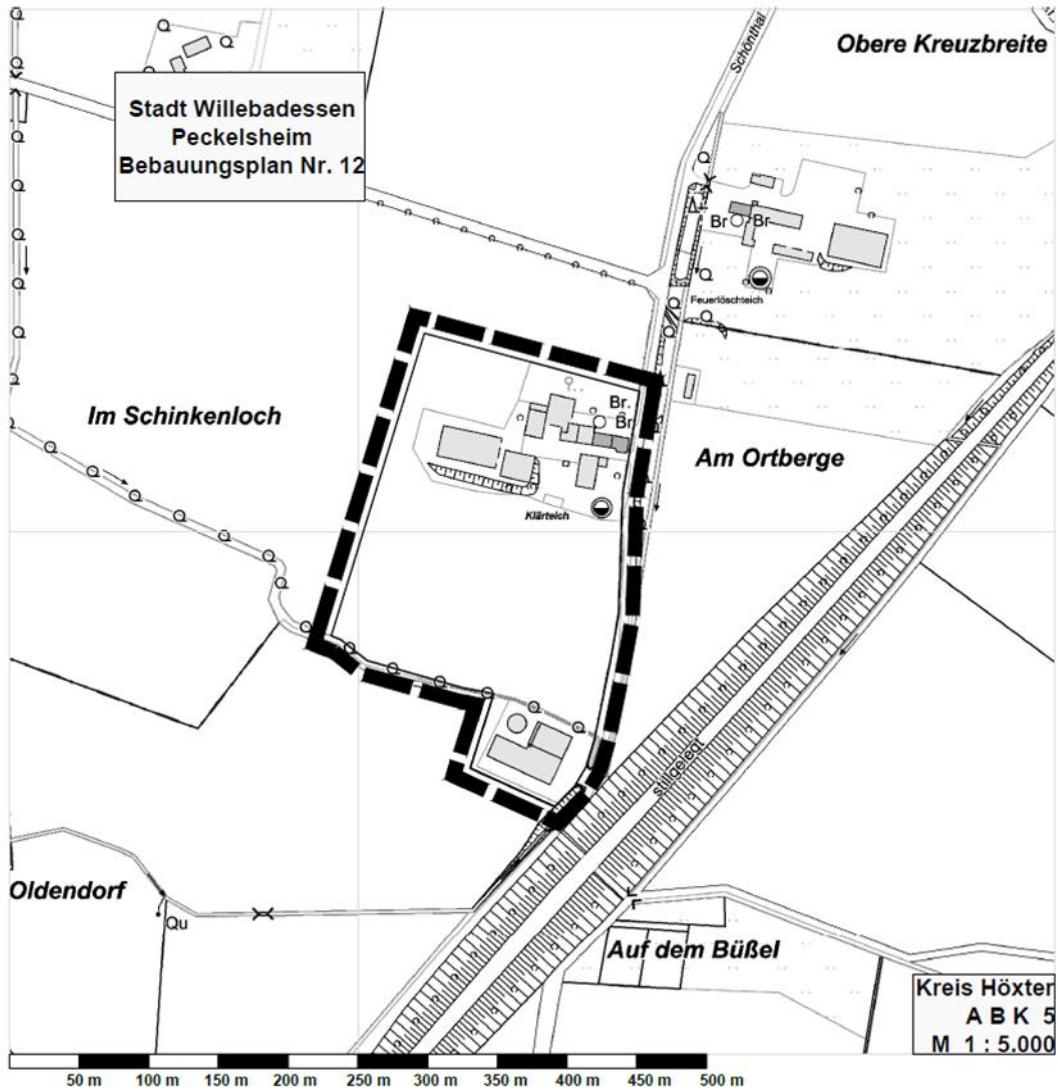 Schönthal
Obere Kreuzbreite
Stadt Willebadessen
Peckelsheim
Bebauungsplan Nr. 12
Br
Br
Feuerlöschteich
Im Schinkenloch
Br.
Br
Am Ortberge
Klärteich
stillgelegt
Oldendorf
Qu
Auf dem Büßel
Kreis Höxter
A B K 5
M 1 : 5.000
50 m 100 m 150 m 200 m 250 m 300 m 350 m 400 m 450 m 500 m